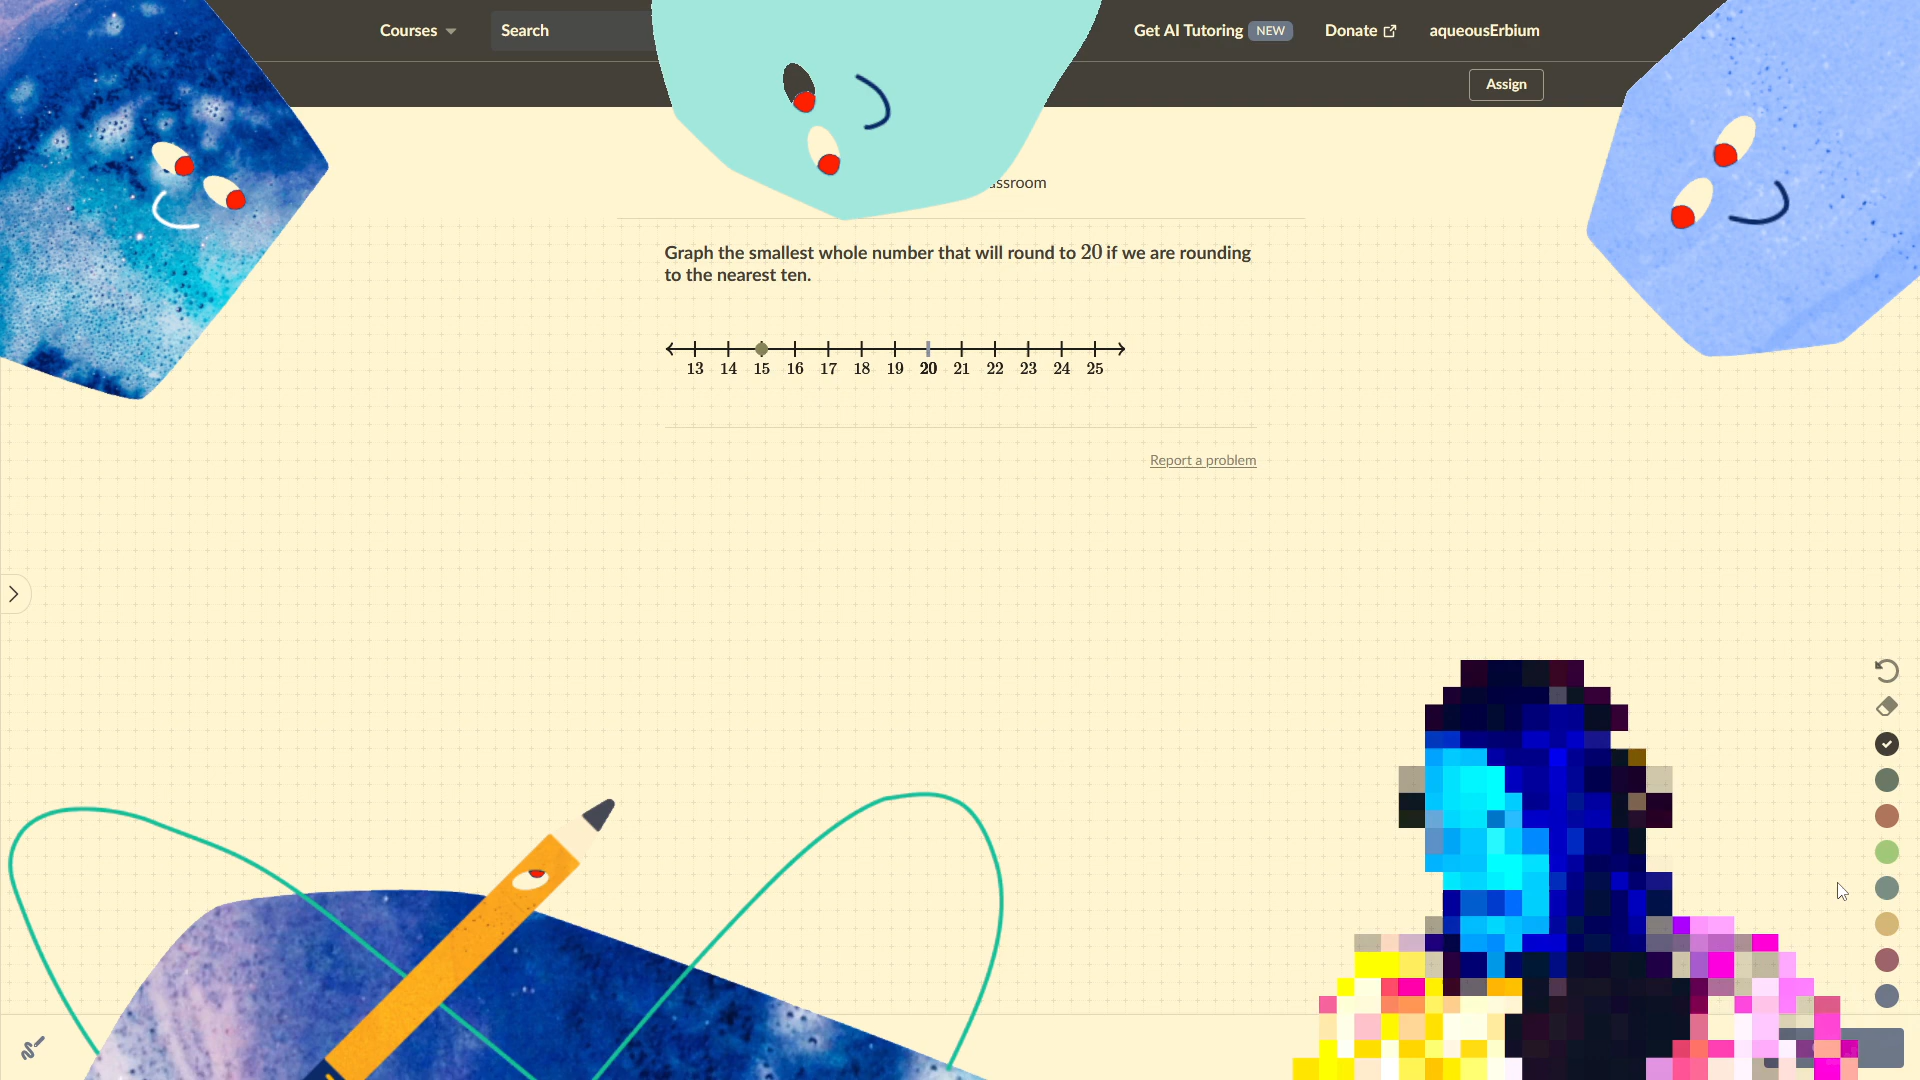 Courses Search Get AI Tutoring NEW Donate aqueousErbium
Assign
Graph the smallest whole number that will round to 20 if we are rounding
to the nearest ten.
13 14 15 16 17 18 19 20 21 22 23 24 25
Report a problem